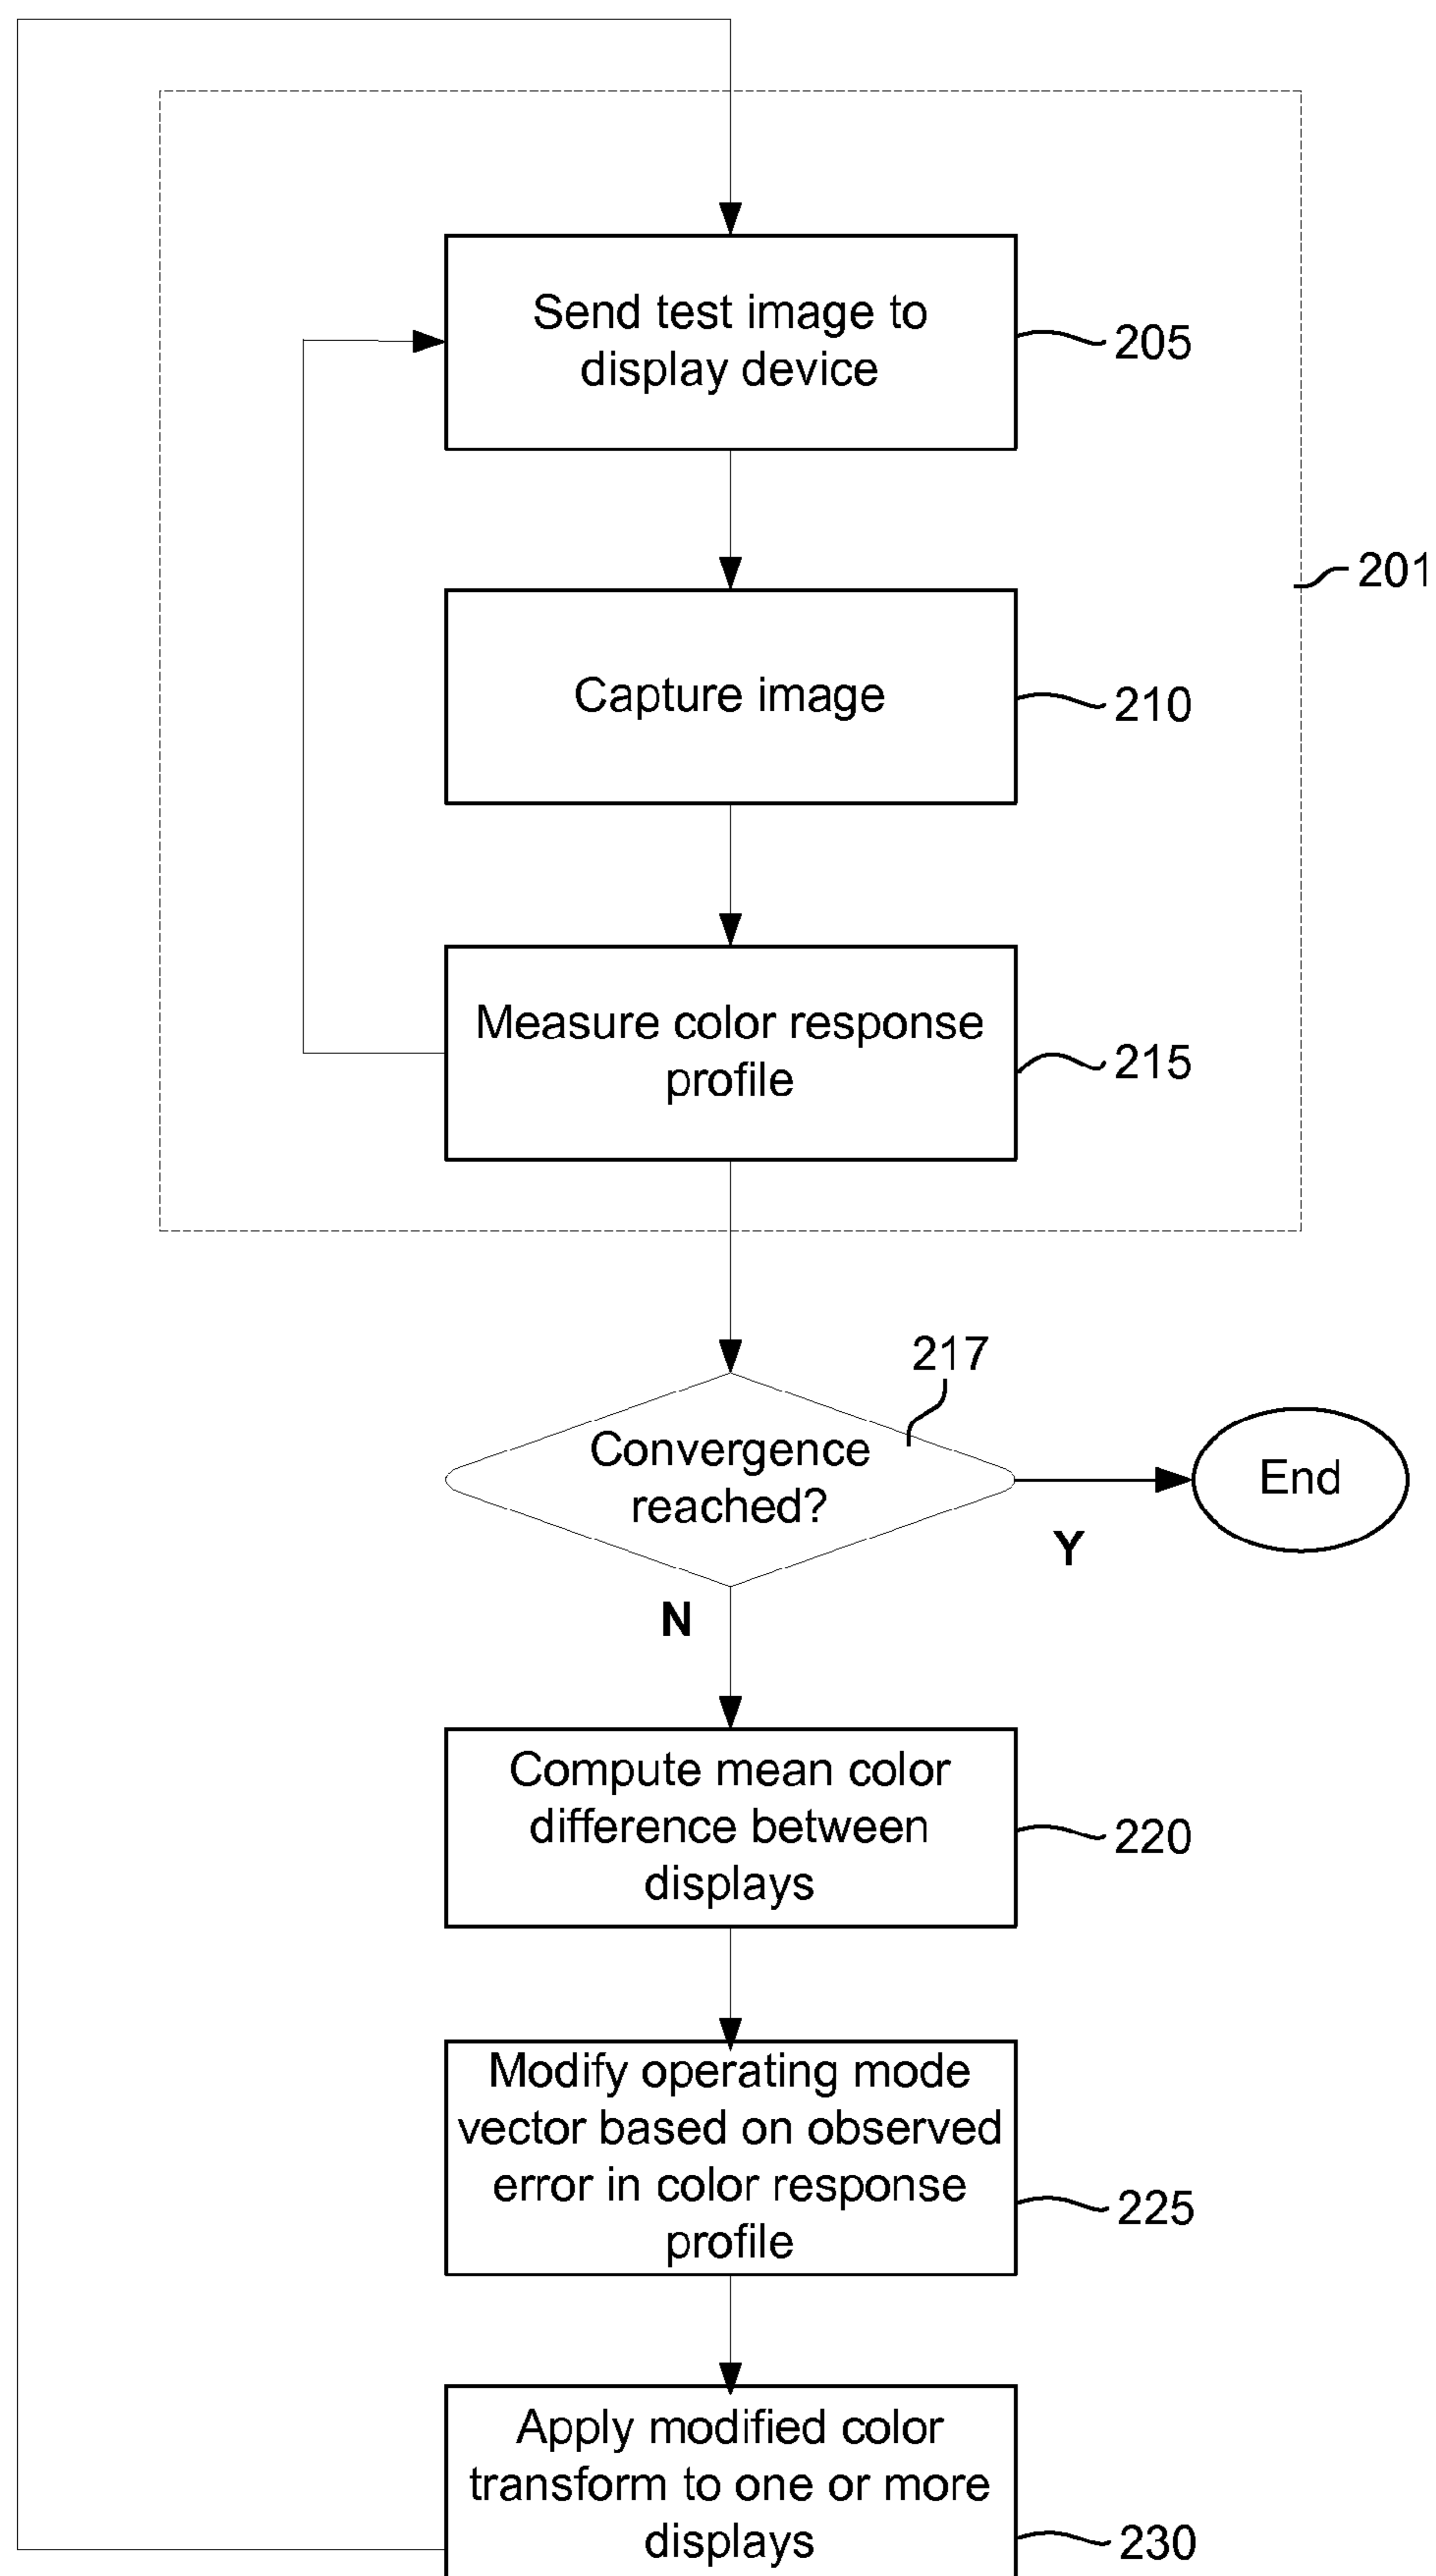 Send test image to
display device
205
201
Capture image
210
Measure color response
profile
215
217
Convergence
reached?
End
Y
N
Compute mean color
difference between
displays
220
Modify operating mode
vector based on observed
error in color response
profile
225
Apply modified color
transform to one or more
displays
230